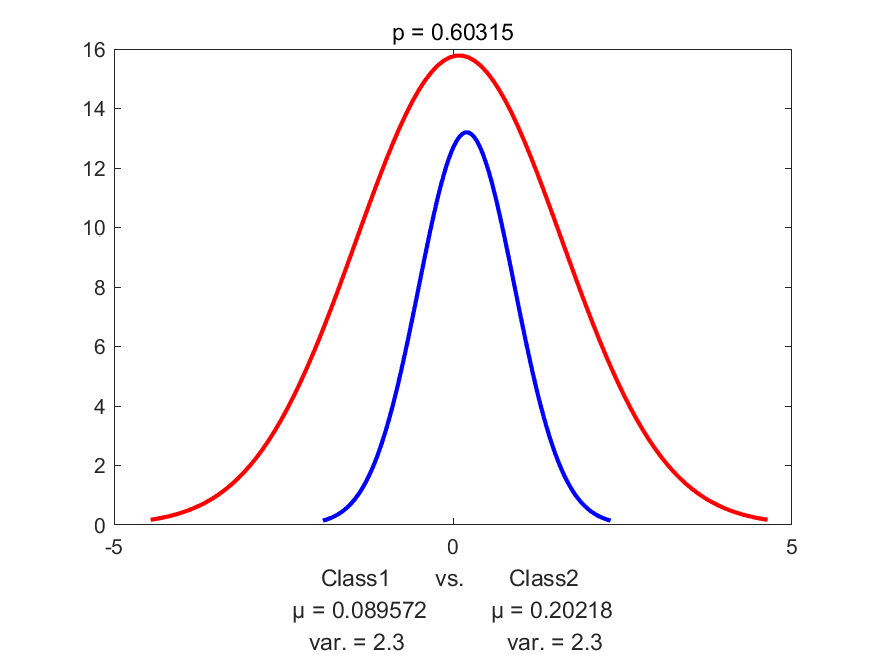 p = 0.60315
16
14
12
10
8
6
4
2
0
-5 0 5
Class1 vs. Class2
μ = 0.089572 μ = 0.20218
var. = 2.3 var. = 2.3